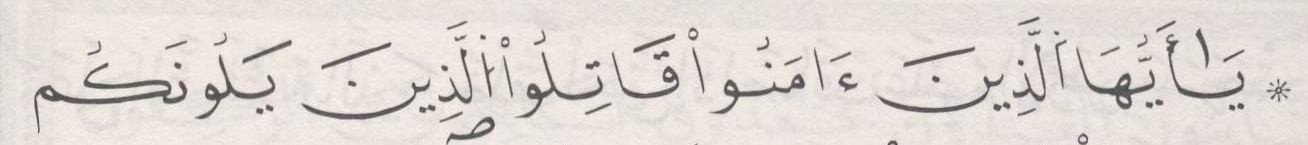 * يَٰٓأَيُّهَا ٱلَّذِينَ ءَامَنُوا۟ قَٰتِلُوا۟ ٱلَّذِينَ يَلُونَكُم